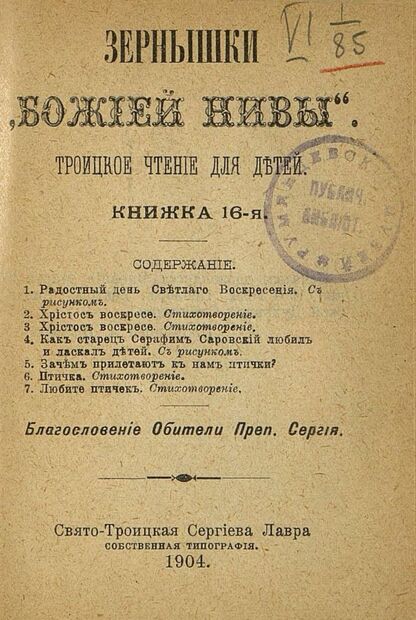 ЗЕРНЫШКИ
VI 1/85
„БОЖІЕЙ НИВЫ“.
ТРОИЦКОЕ ЧТЕНІЕ ДЛЯ ДѢТЕЙ.
КНИЖКА 16-я.
СОДЕРЖАНІЕ.
1. Радостный день Свѣтлаго Воскресенія. Съ
рисункомъ.
2. Хрістосъ воскресе. Стихотвореніе.
3 Хрістосъ воскресе. Стихотвореніе.
4. Какъ старецъ Серафимъ Саровскій любилъ
и ласкалъ дѣтей. Съ рисункомъ.
5. Зачѣмъ прилетаютъ къ намъ птички?
6. Птичка. Стихотвореніе.
7. Любите птичекъ. Стихотвореніе.
Благословеніе Обители Преп. Сергія.
Свято-Троицкая Сергіева Лавра
СОБСТВЕННАЯ ТИПОГРАФІЯ.
1904.